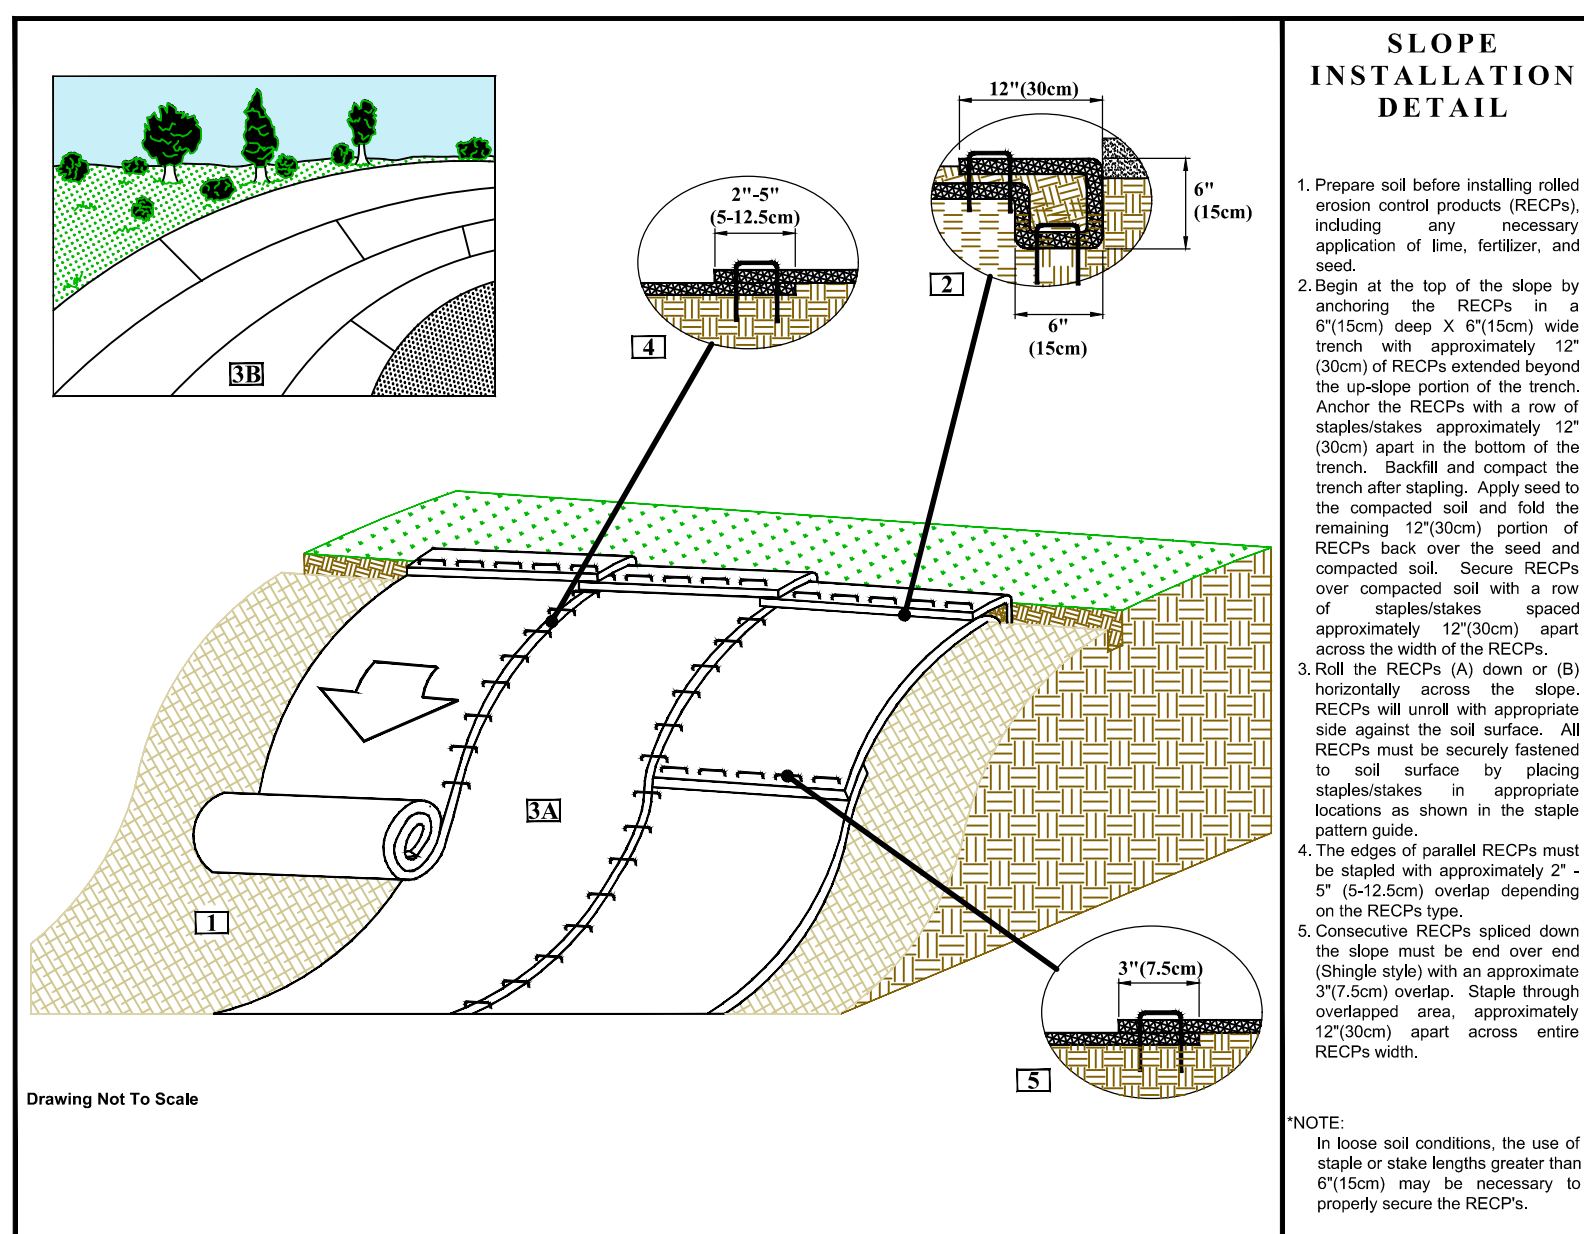 SLOPE
INSTALLATION
DETAIL
1. Prepare soil before installing rolled
erosion control products (RECPs),
including any necessary
application of lime, fertilizer, and
seed.
2. Begin at the top of the slope by
anchoring the RECPs in a
6"(15cm) deep X 6"(15cm) wide
trench with approximately 12"
(30cm) of RECPs extended beyond
the up-slope portion of the trench.
Anchor the RECPs with a row of
staples/stakes approximately 12"
(30cm) apart in the bottom of the
trench. Backfill and compact the
trench after stapling. Apply seed to
the compacted soil and fold the
remaining 12"(30cm) portion of
RECPs back over the seed and
compacted soil. Secure RECPs
over compacted soil with a row
of staples/stakes spaced
approximately 12"(30cm) apart
across the width of the RECPs.
3. Roll the RECPs (A) down or (B)
horizontally across the slope.
RECPs will unroll with appropriate
side against the soil surface. All
RECPs must be securely fastened
to soil surface by placing
staples/stakes in appropriate
locations as shown in the staple
pattern guide.
4. The edges of parallel RECPs must
be stapled with approximately 2" -
5" (5-12.5cm) overlap depending
on the RECPs type.
5. Consecutive RECPs spliced down
the slope must be end over end
(Shingle style) with an approximate
3"(7.5cm) overlap. Staple through
overlapped area, approximately
12"(30cm) apart across entire
RECPs width.
*NOTE:
In loose soil conditions, the use of
staple or stake lengths greater than
6"(15cm) may be necessary to
properly secure the RECP's.
3B
2"-5"
(5-12.5cm)
4
12"(30cm)
6"
(15cm)
2
6"
(15cm)
3A
1
3"(7.5cm)
5
Drawing Not To Scale